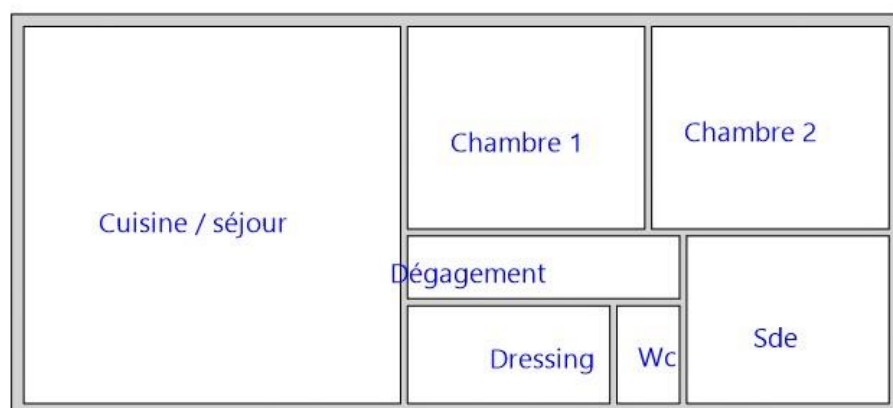 Chambre 1
Chambre 2
Cuisine / séjour
Dégagement
Dressing
Wc
Sde